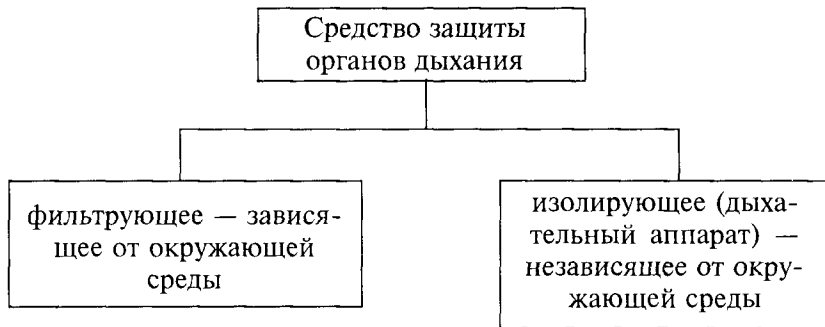 Средство защиты
органов дыхания
фильтрующее — завися-
щее от окружающей
среды
изолирующее (дыха-
тельный аппарат) —
независящее от окру-
жающей среды